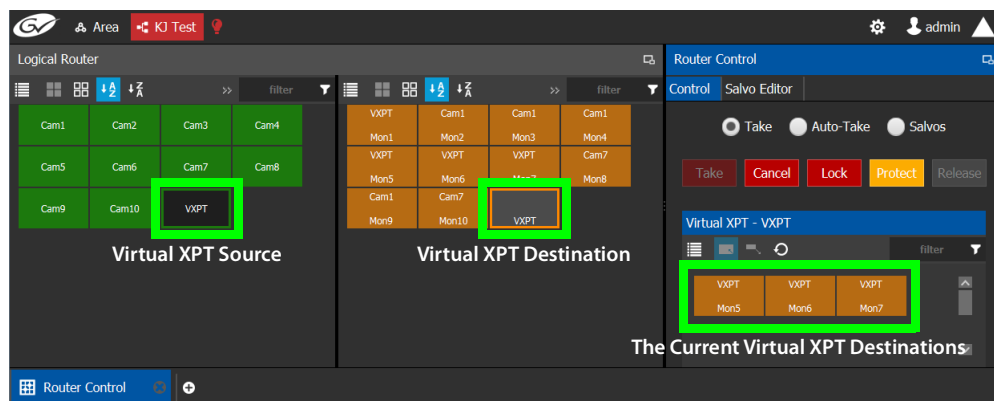 GV Area KJ Test admin
Logical Router
Router Control
>> filter
>> filter
Control Salvo Editor
Cam1 Cam2 Cam3 Cam4
Cam5 Cam6 Cam7 Cam8
Cam9 Cam10 VXPT
Virtual XPT Source
VXPT Cam1 Cam1 Cam1
Mon1 Mon2 Mon3 Mon4
VXPT VXPT VXPT Cam7
Mon5 Mon6 Mon7 Mon8
Cam1 Cam7
Mon9 Mon10 VXPT
Virtual XPT Destination
Take Auto-Take Salvos
Take Cancel Lock Protect Release
Virtual XPT - VXPT
filter
VXPT VXPT VXPT
Mon5 Mon6 Mon7
The Current Virtual XPT Destinations
Router Control